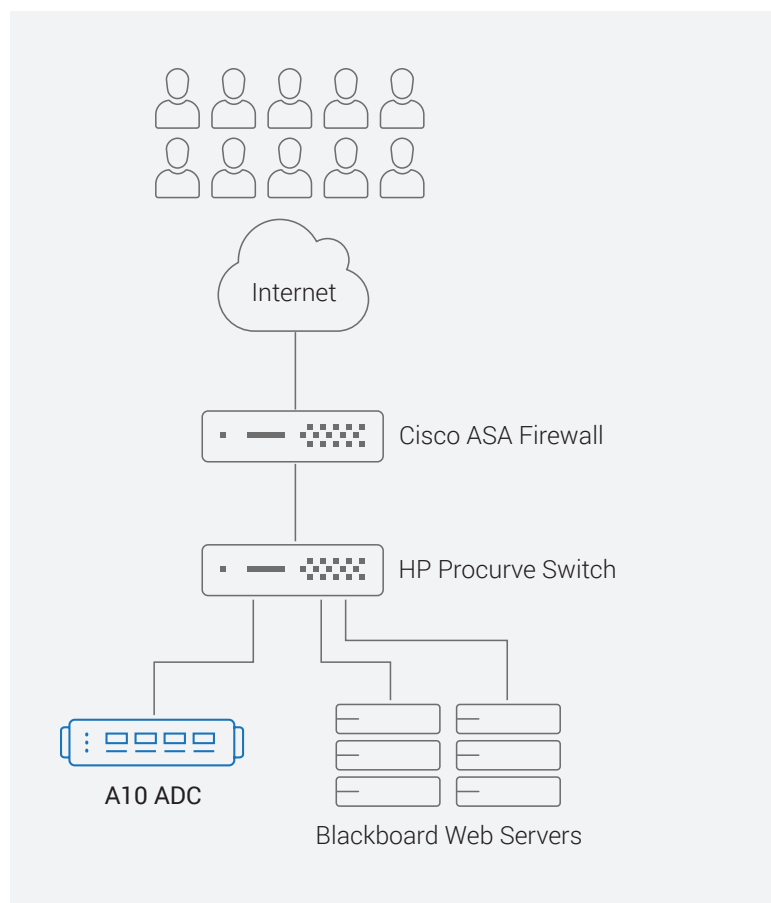 Internet
Cisco ASA Firewall
HP Procurve Switch
A10 ADC
Blackboard Web Servers